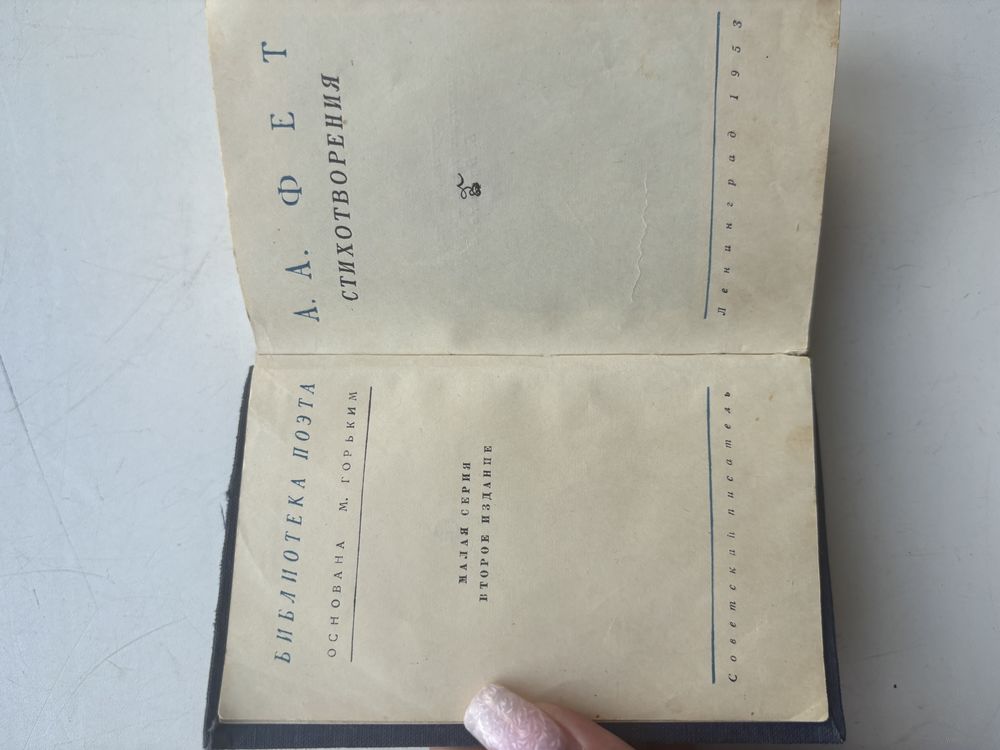 БИБЛИОТЕКА ПОЭТА
ОСНОВАНА М. ГОРЬКИМ
МАЛАЯ СЕРИЯ
ВТОРОЕ ИЗДАНИЕ
Советский писатель
А. А. ФЕТ
СТИХОТВОРЕНИЯ
Ленинград 1953